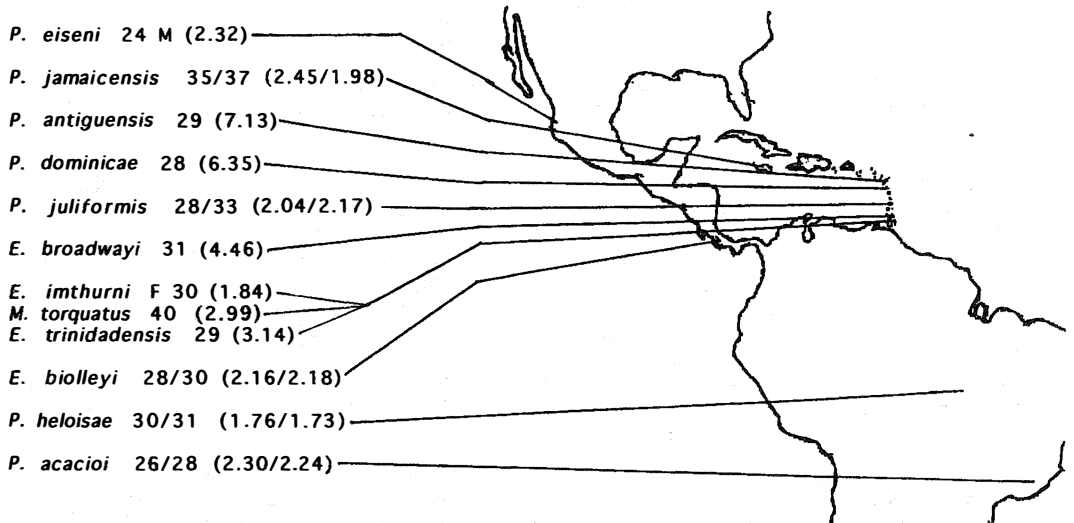 P. eiseni 24 M (2.32)
P. jamaicensis 35/37 (2.45/1.98)
P. antiguensis 29 (7.13)
P. dominicae 28 (6.35)
P. juliformis 28/33 (2.04/2.17)
E. broadwayi 31 (4.46)
E. imthurni F 30 (1.84)
M. torquatus 40 (2.99)
E. trinidadensis 29 (3.14)
E. biolleyi 28/30 (2.16/2.18)
P. heloisae 30/31 (1.76/1.73)
P. acacioi 26/28 (2.30/2.24)